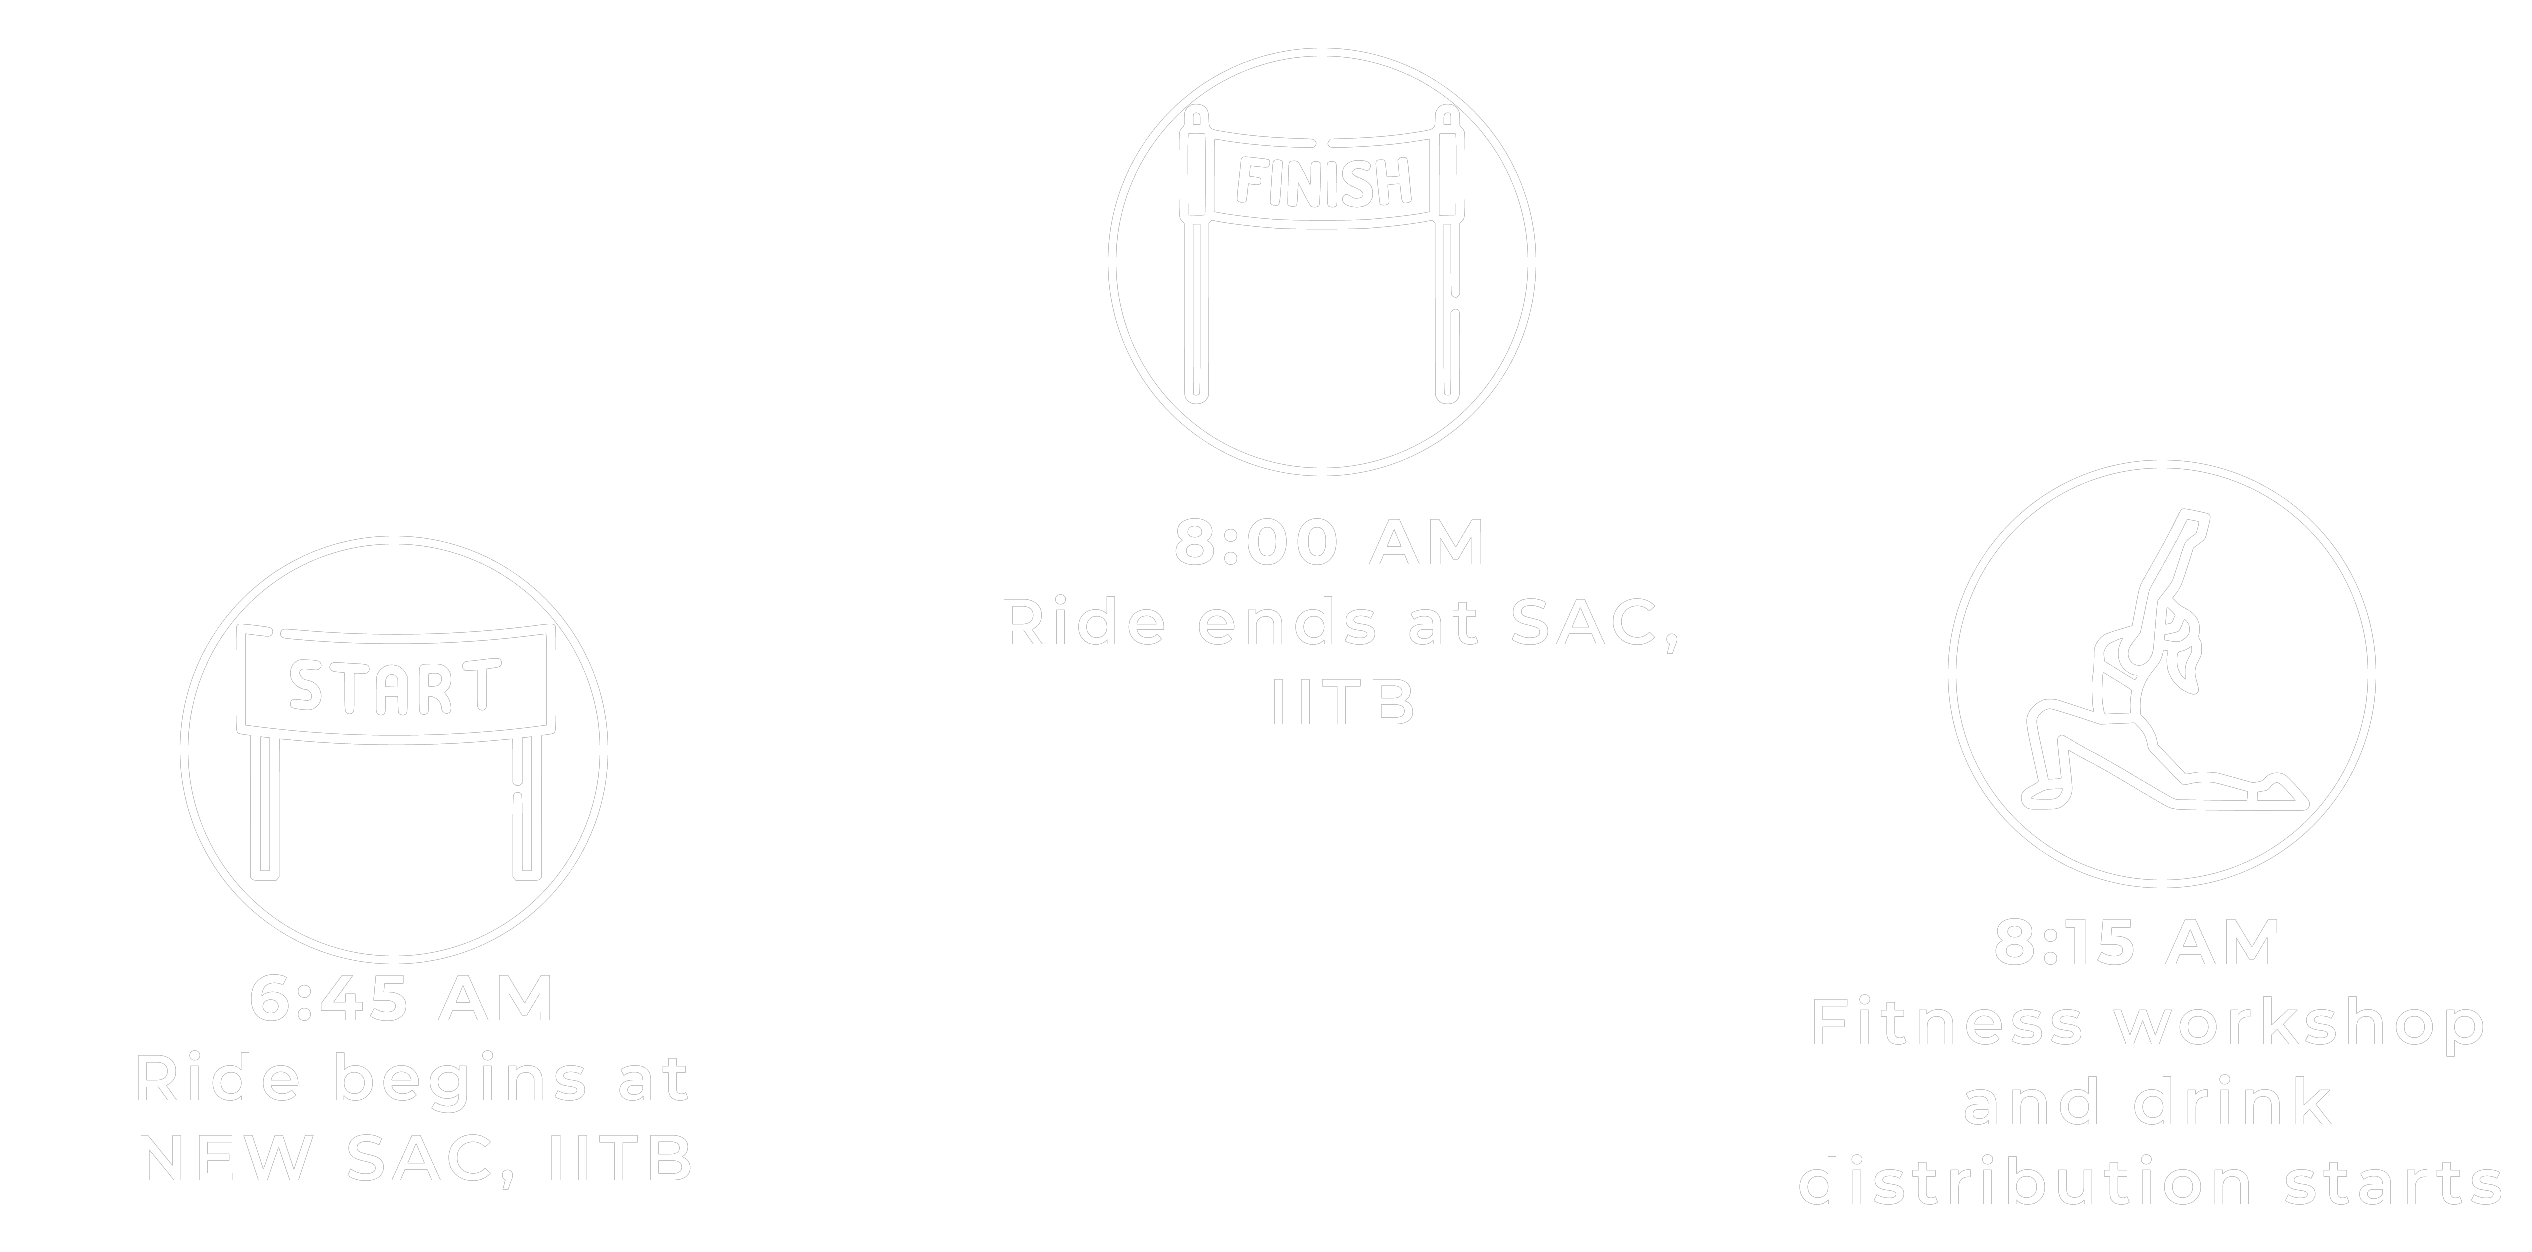 START
6:45 AM
Ride begins at
NEW SAC, IITB
FINISH
8:00 AM
Ride ends at SAC,
IITB
8:15 AM
Fitness workshop
and drink
distribution starts